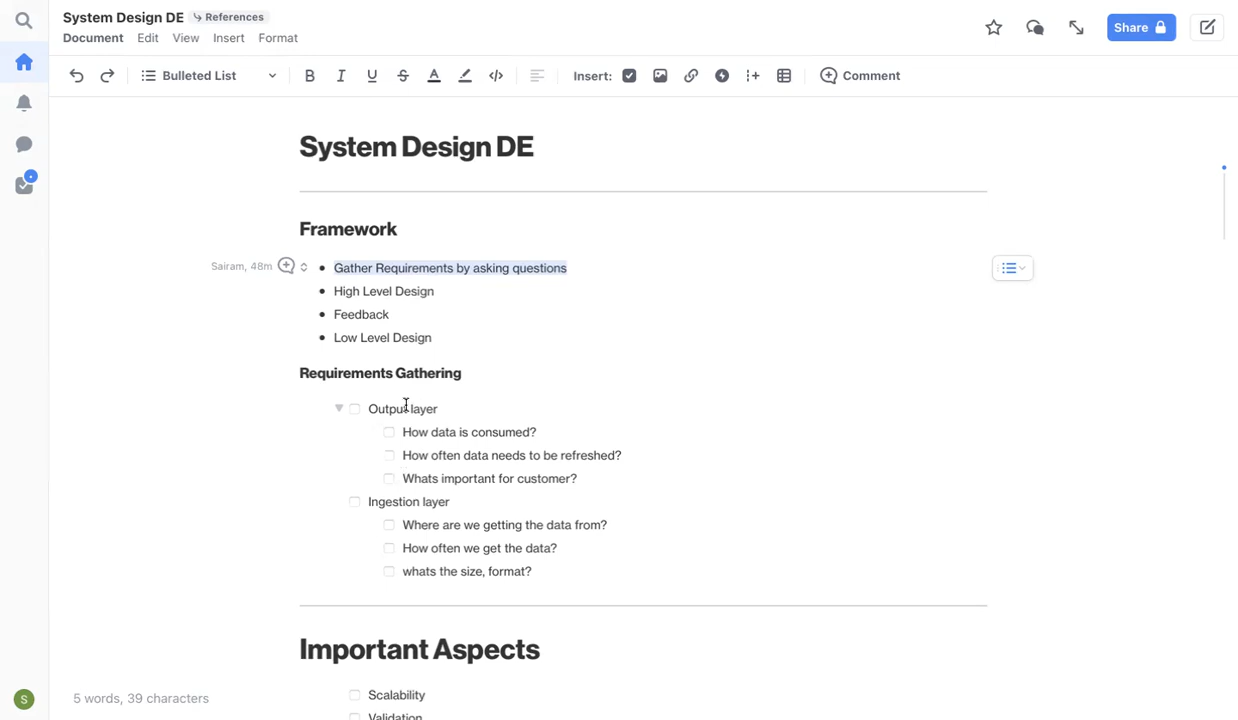 System Design DE
References
Document Edit View Insert Format
Share
Bulleted List
B I U S A
Insert:
Comment
System Design DE
Framework
Sairam, 48m
Gather Requirements by asking questions
High Level Design
Feedback
Low Level Design
Requirements Gathering
Output layer
How data is consumed?
How often data needs to be refreshed?
Whats important for customer?
Ingestion layer
Where are we getting the data from?
How often we get the data?
whats the size, format?
Important Aspects
Scalability
Validation
S
5 words, 39 characters